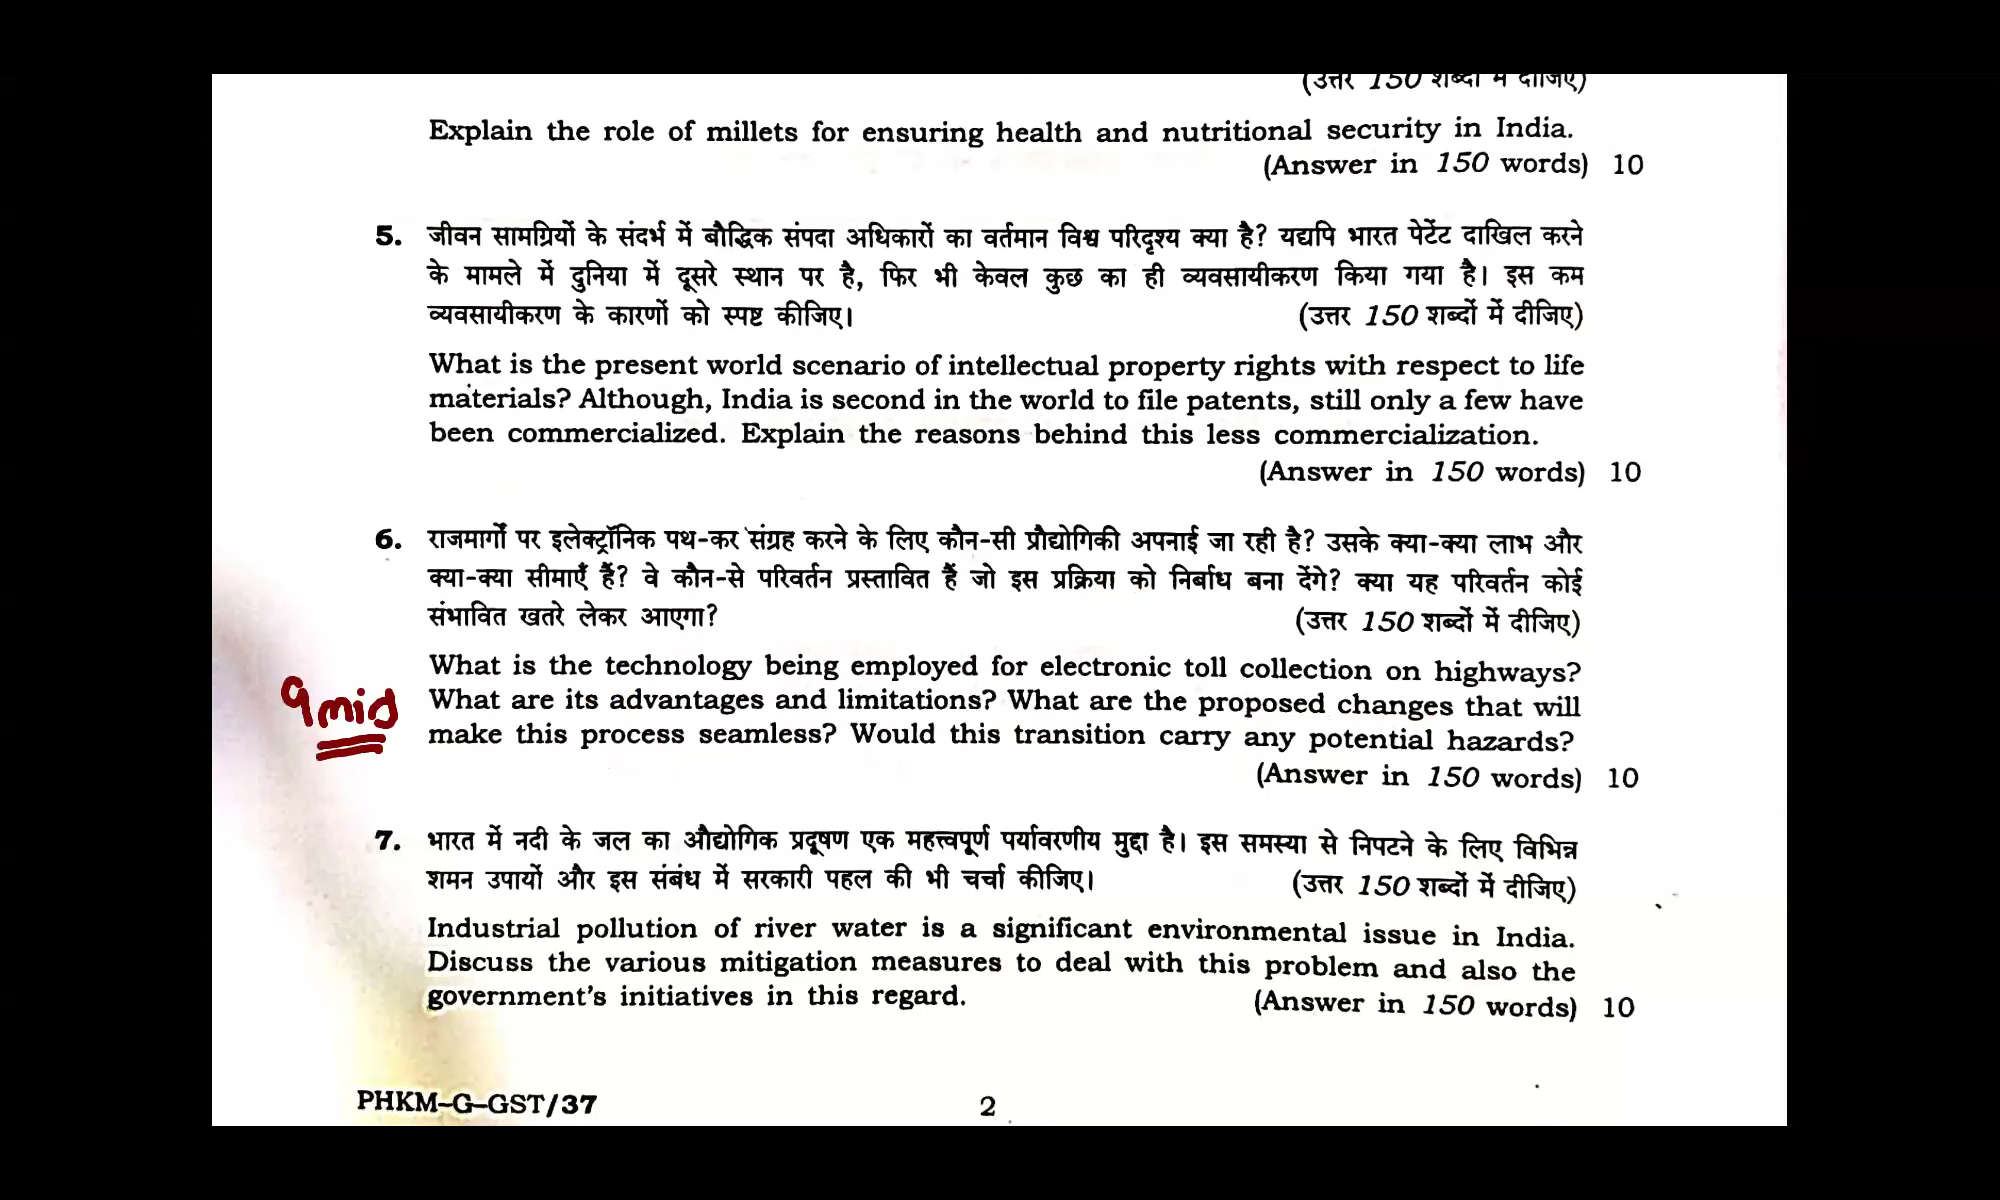 (उत्तर 150 शब्दों में दीजिए)
Explain the role of millets for ensuring health and nutritional security in India.
(Answer in 150 words) 10
5. जीवन सामग्रियों के संदर्भ में बौद्धिक संपदा अधिकारों का वर्तमान विश्व परिदृश्य क्या है? यद्यपि भारत पेटेंट दाखिल करने
के मामले में दुनिया में दूसरे स्थान पर है, फिर भी केवल कुछ का ही व्यवसायीकरण किया गया है। इस कम
व्यवसायीकरण के कारणों को स्पष्ट कीजिए। (उत्तर 150 शब्दों में दीजिए)
What is the present world scenario of intellectual property rights with respect to life
materials? Although, India is second in the world to file patents, still only a few have
been commercialized. Explain the reasons behind this less commercialization.
(Answer in 150 words) 10
6. राजमार्गों पर इलेक्ट्रॉनिक पथ-कर संग्रह करने के लिए कौन-सी प्रौद्योगिकी अपनाई जा रही है? उसके क्या-क्या लाभ और
क्या-क्या सीमाएँ हैं? वे कौन-से परिवर्तन प्रस्तावित हैं जो इस प्रक्रिया को निर्बाध बना देंगे? क्या यह परिवर्तन कोई
संभावित खतरे लेकर आएगा? (उत्तर 150 शब्दों में दीजिए)
What is the technology being employed for electronic toll collection on highways?
What are its advantages and limitations? What are the proposed changes that will
make this process seamless? Would this transition carry any potential hazards?
(Answer in 150 words) 10
7. भारत में नदी के जल का औद्योगिक प्रदूषण एक महत्त्वपूर्ण पर्यावरणीय मुद्दा है। इस समस्या से निपटने के लिए विभिन्न
शमन उपायों और इस संबंध में सरकारी पहल की भी चर्चा कीजिए। (उत्तर 150 शब्दों में दीजिए)
Industrial pollution of river water is a significant environmental issue in India.
Discuss the various mitigation measures to deal with this problem and also the
government's initiatives in this regard. (Answer in 150 words) 10
PHKM-G-GST/37 2